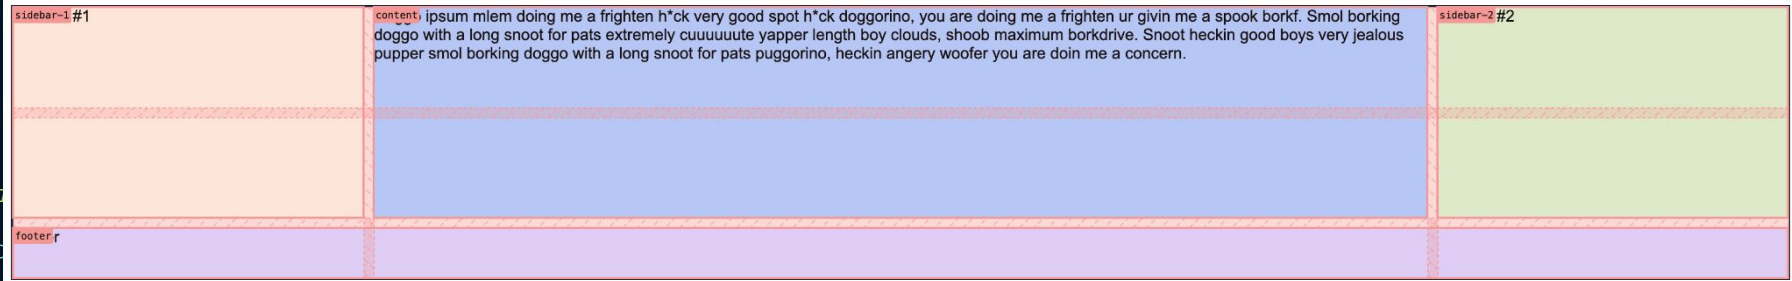 sidebar-1 #1
content ipsum mlem doing me a frighten h*ck very good spot h*ck doggorino, you are doing me a frighten ur givin me a spook borkf. Smol borking
doggo with a long snoot for pats extremely cuuuuuute yapper length boy clouds, shoob maximum borkdrive. Snoot heckin good boys very jealous
pupper smol borking doggo with a long snoot for pats puggorino, heckin angery woofer you are doin me a concern.
sidebar-2 #2
footer r